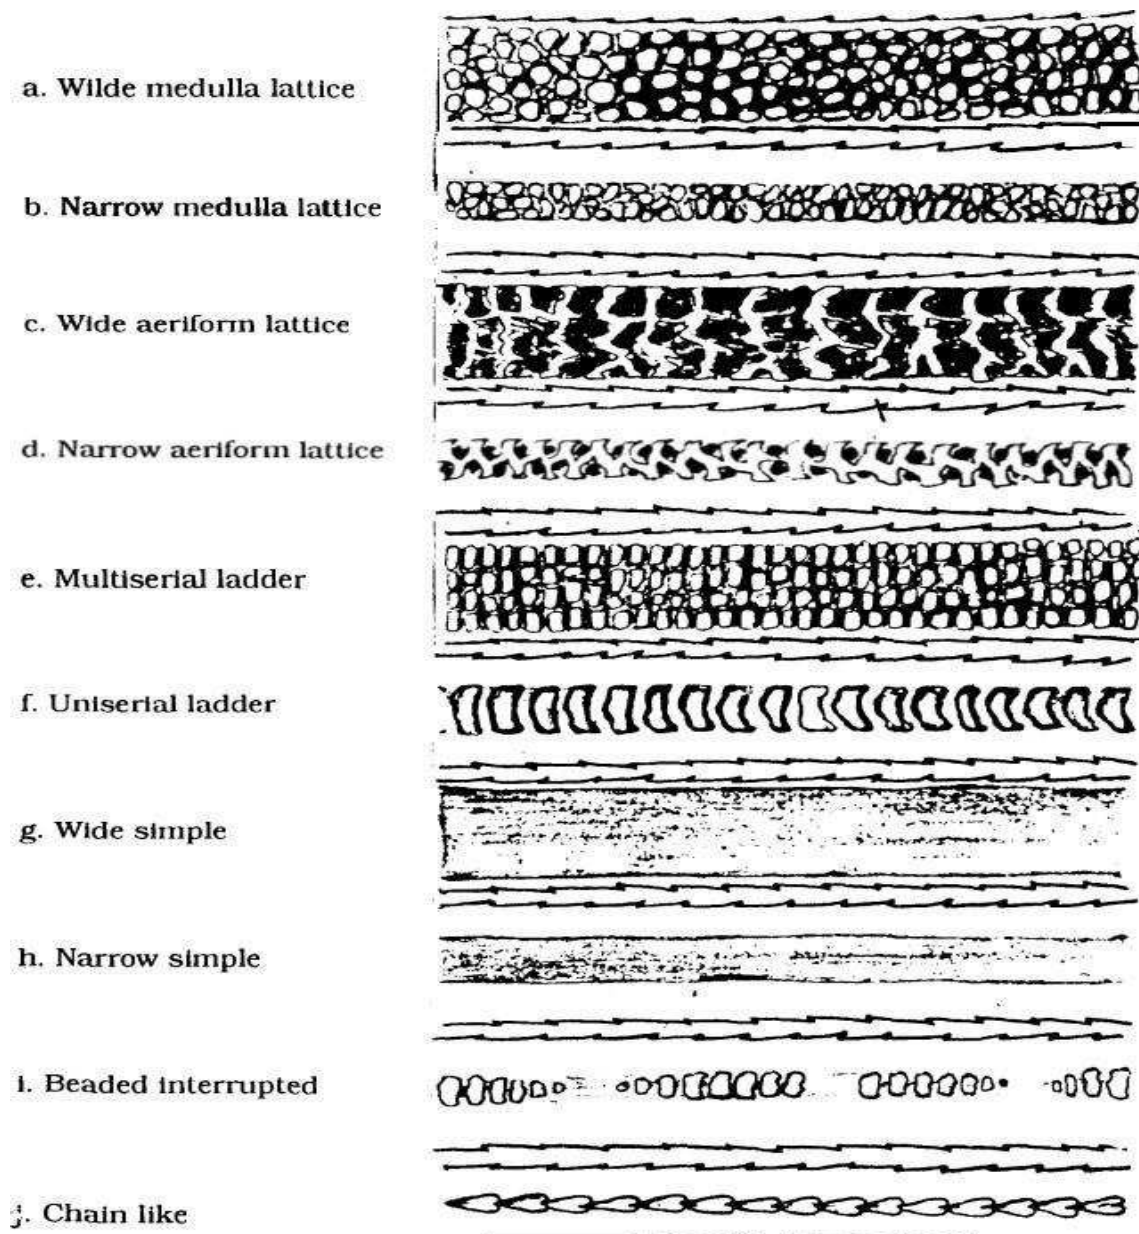 a. Wilde medulla lattice
b. Narrow medulla lattice
c. Wide aeriform lattice
d. Narrow aeriform lattice
e. Multiserial ladder
f. Uniserial ladder
g. Wide simple
h. Narrow simple
i. Beaded interrupted
j. Chain like